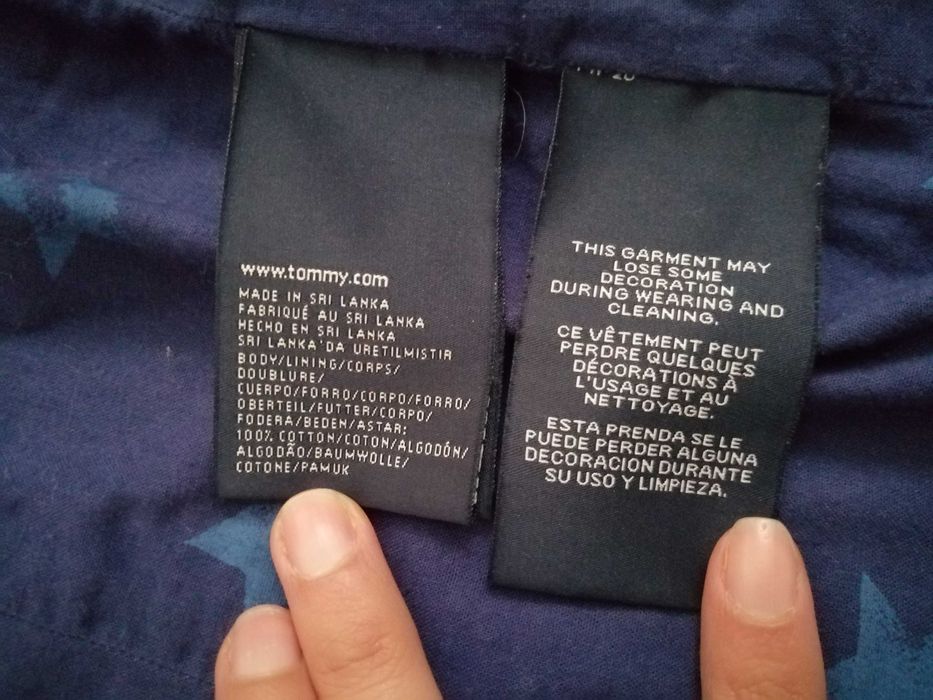 www.tommy.com
MADE IN SRI LANKA
FABRIQUÉ AU SRI LANKA
HECHO EN SRI LANKA
SRI LANKA'DA URETILMISTIR
BODY/LINING/CORPS/
DOUBLURE/
CUERPO/FORRO/CORPO/FORRO/
OBERTEIL/FUTTER/CORPO/
FODERA/BEDEN/ASTAR:
100% COTTON/COTON/ALGODÓN/
ALGODÃO/BAUMWOLLE/
COTONE/PAMUK
THIS GARMENT MAY
LOSE SOME
DECORATION
DURING WEARING AND
CLEANING.
CE VÊTEMENT PEUT
PERDRE QUELQUES
DÉCORATIONS À
L'USAGE ET AU
NETTOYAGE.
ESTA PRENDA SE LE
PUEDE PERDER ALGUNA
DECORACION DURANTE
SU USO Y LIMPIEZA.